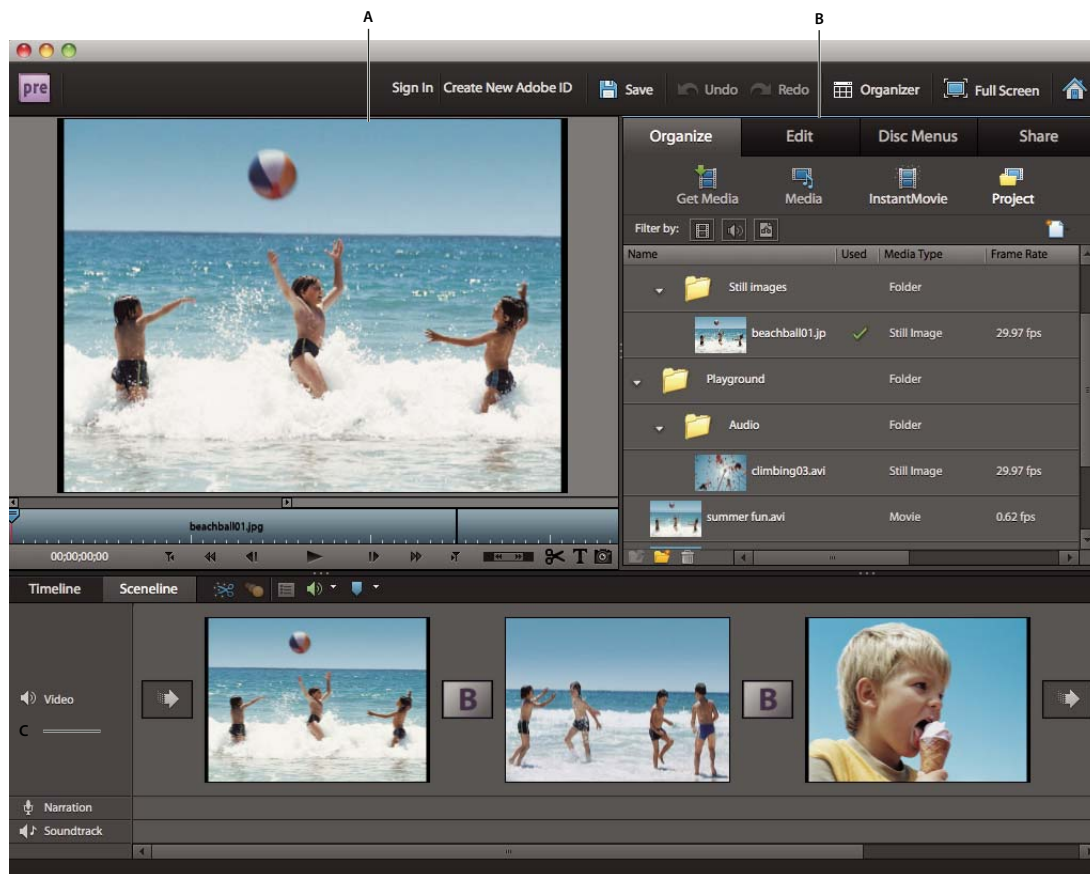 A B
pre Sign In Create New Adobe ID Save Undo Redo Organizer Full Screen
Organize Edit Disc Menus Share
Get Media Media InstantMovie Project
Filter by:
Name Used Media Type Frame Rate
Still images Folder
beachball01.jp Still Image 29.97 fps
Playground Folder
Audio Folder
climbing03.avi Still Image 29.97 fps
summer fun.avi Movie 0.62 fps
beachball01.jpg
00;00;00;00 T
Timeline Sceneline
Video B B
C
Narration
Soundtrack